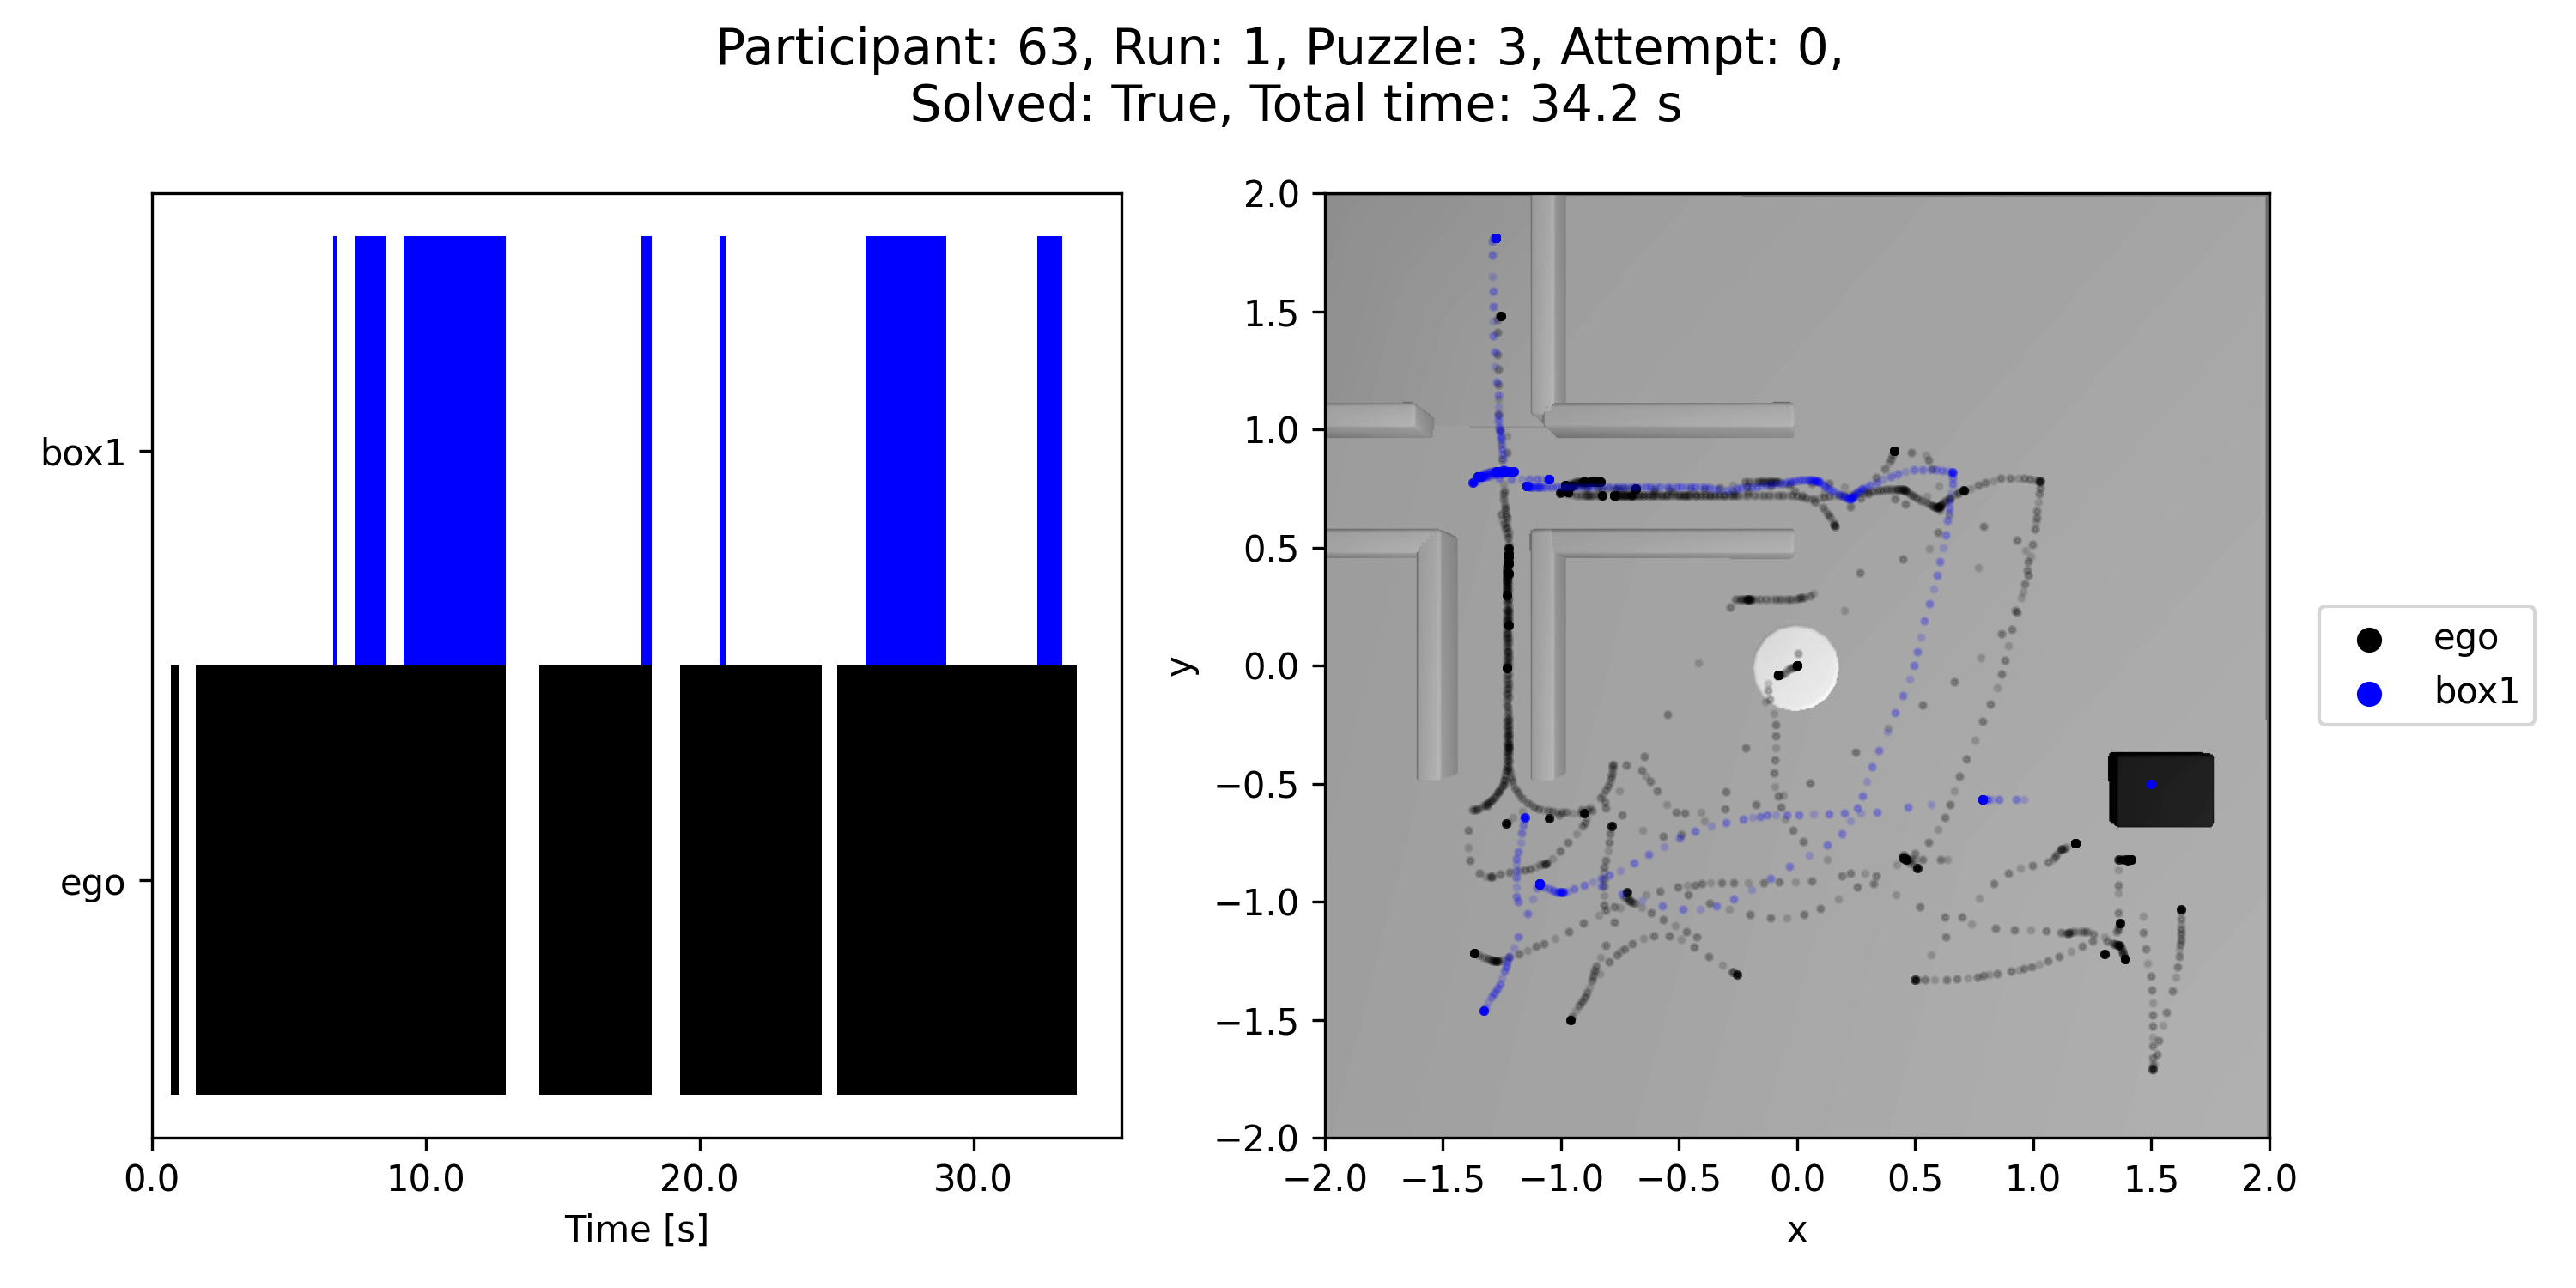 Participant: 63, Run: 1, Puzzle: 3, Attempt: 0,
Solved: True, Total time: 34.2 s
box1
ego
0.0 10.0 20.0 30.0
Time [s]
2.0
1.5
1.0
0.5
0.0
−0.5
−1.0
−1.5
−2.0
y
−2.0 −1.5 −1.0 −0.5 0.0 0.5 1.0 1.5 2.0
x
ego
box1